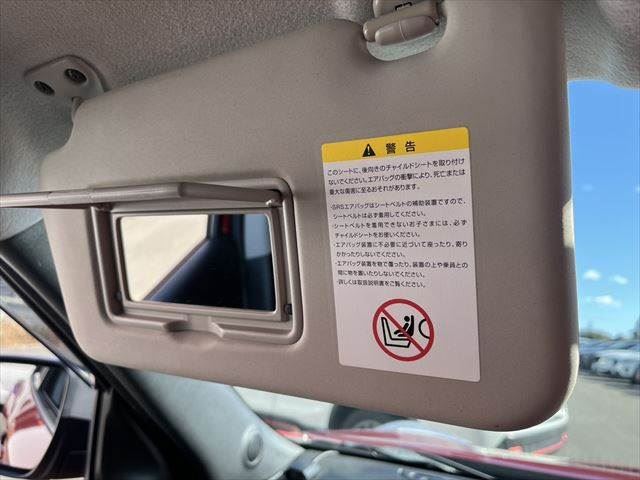 警告
このシートに、後向きのチャイルドシートを取り付け
ないでください。エアバッグの衝撃により、死亡または
重大な傷害に至るおそれがあります。
・SRSエアバッグはシートベルトの補助装置ですので、
シートベルトは必ず着用してください。
・シートベルトを着用できないお子さまには、必ず
チャイルドシートをお使いください。
・エアバッグ装置に不必要に近づいて座ったり、寄り
かかったりしないでください。
・エアバッグ装置を物で覆ったり、装置の上や乗員との
間に物を置いたりしないでください。
・詳しくは取扱説明書をご覧ください。